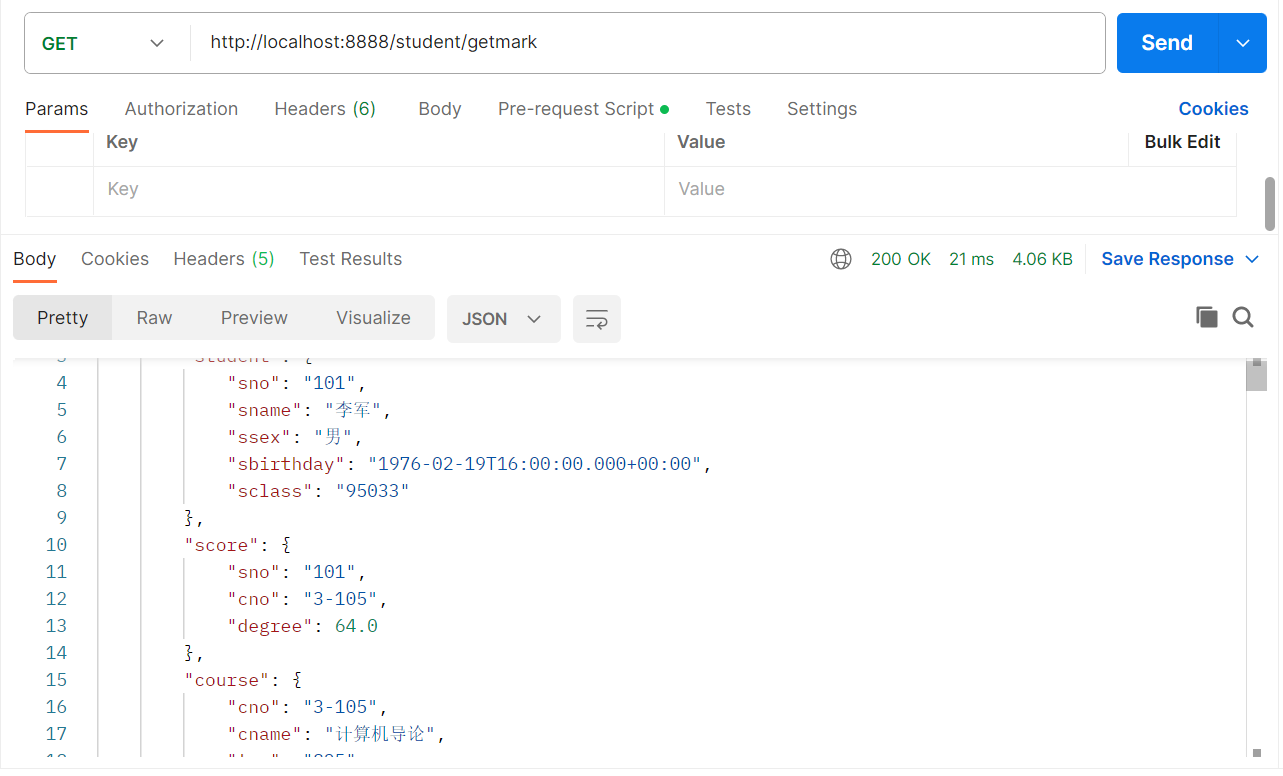 GET http://localhost:8888/student/getmark Send
Params Authorization Headers (6) Body Pre-request Script Tests Settings Cookies
Key Value Bulk Edit
Key Value
Body Cookies Headers (5) Test Results 200 OK 21 ms 4.06 KB Save Response
Pretty Raw Preview Visualize JSON
3 "student": {
4 "sno": "101",
5 "sname": "李军",
6 "ssex": "男",
7 "sbirthday": "1976-02-19T16:00:00.000+00:00",
8 "sclass": "95033"
9 },
10 "score": {
11 "sno": "101",
12 "cno": "3-105",
13 "degree": 64.0
14 },
15 "course": {
16 "cno": "3-105",
17 "cname": "计算机导论",